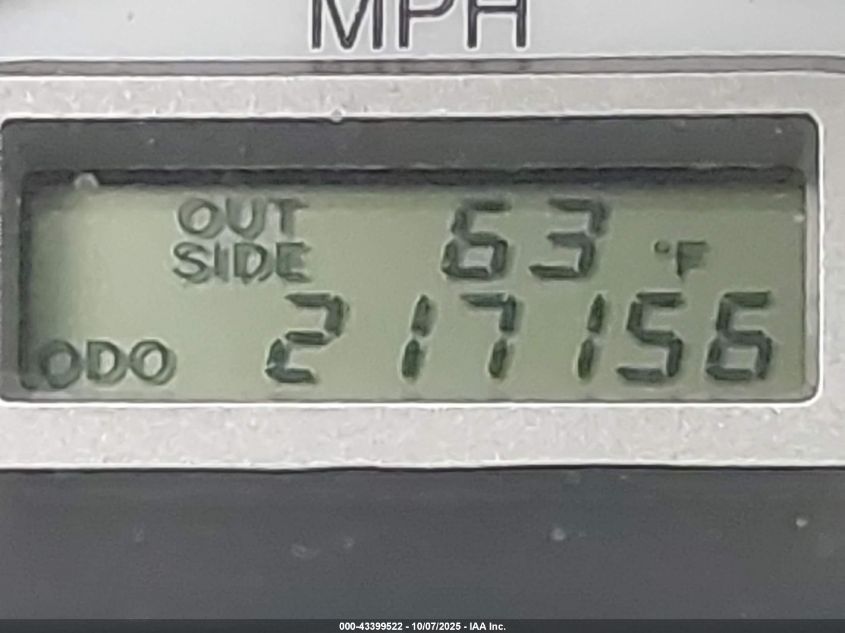 MPH
OUT
SIDE 63 °F
ODO 217156
000-43399522 - 10/07/2025 - IAA Inc.